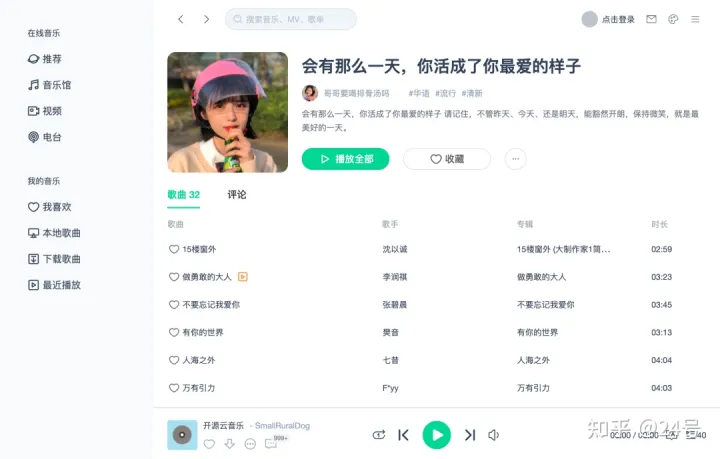 搜索音乐、MV、歌单
点击登录
在线音乐
推荐
音乐馆
视频
电台
我的音乐
我喜欢
本地歌曲
下载歌曲
最近播放
会有那么一天，你活成了你最爱的样子
哥哥要喝排骨汤吗 #华语 #流行 #清新
会有那么一天，你活成了你最爱的样子 请记住，不管昨天、今天、还是明天，能豁然开朗，保持微笑，就是最
美好的一天。
播放全部 收藏
歌曲 32 评论
歌曲 歌手 专辑 时长
15楼窗外 沈以诚 15楼窗外 (大制作家1简... 02:59
做勇敢的大人 李润祺 做勇敢的大人 03:23
不要忘记我爱你 张碧晨 不要忘记我爱你 03:45
有你的世界 樊音 有你的世界 03:13
人海之外 七昔 人海之外 04:04
万有引力 F*yy 万有引力 04:03
开源云音乐 - SmallRuralDog
999+
00:00 / 00:00
40
知乎 @24号